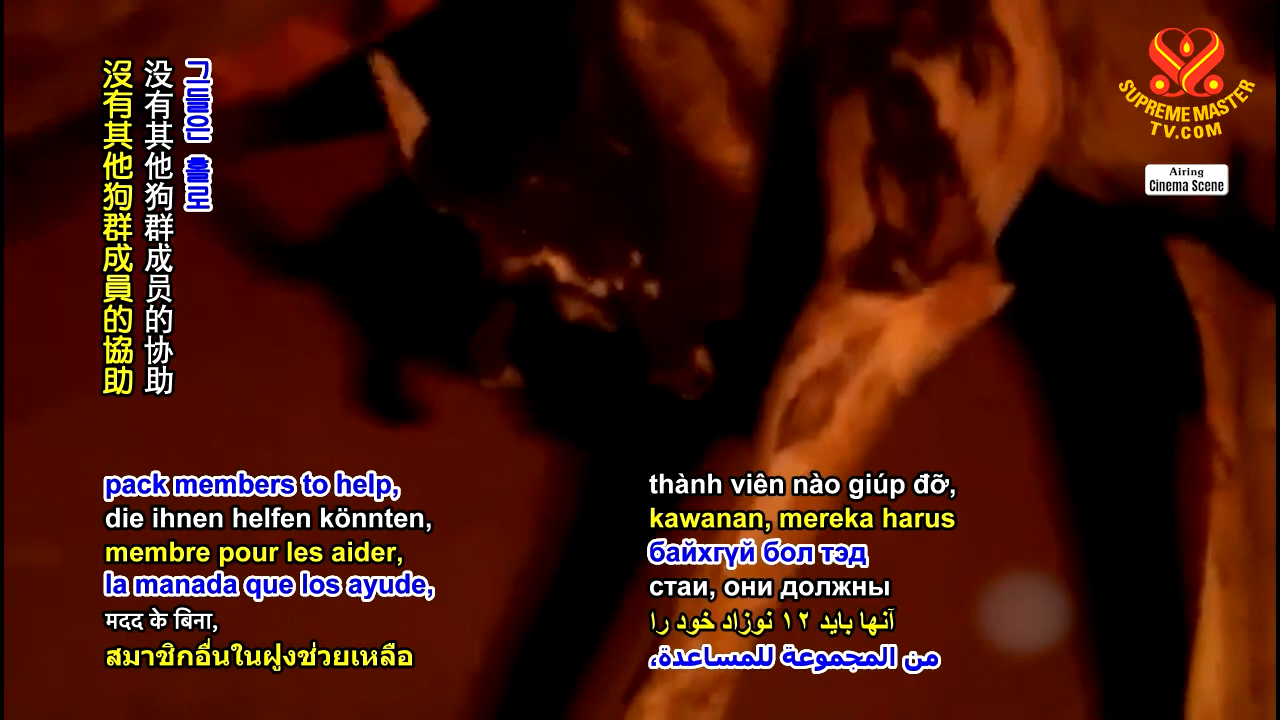 그들은 홀로
没有其他狗群成员的协助
沒有其他狗群成員的協助
SUPREME MASTER
TV.COM
Airing
Cinema Scene
pack members to help,
die ihnen helfen könnten,
membre pour les aider,
la manada que los ayude,
मदद के बिना,
สมาชิกอื่นในฝูงช่วยเหลือ
thành viên nào giúp đỡ,
kawanan, mereka harus
байхгүй бол тэд
стаи, они должны
آنها باید ۱۲ نوزاد خود را
من المجموعة للمساعدة،